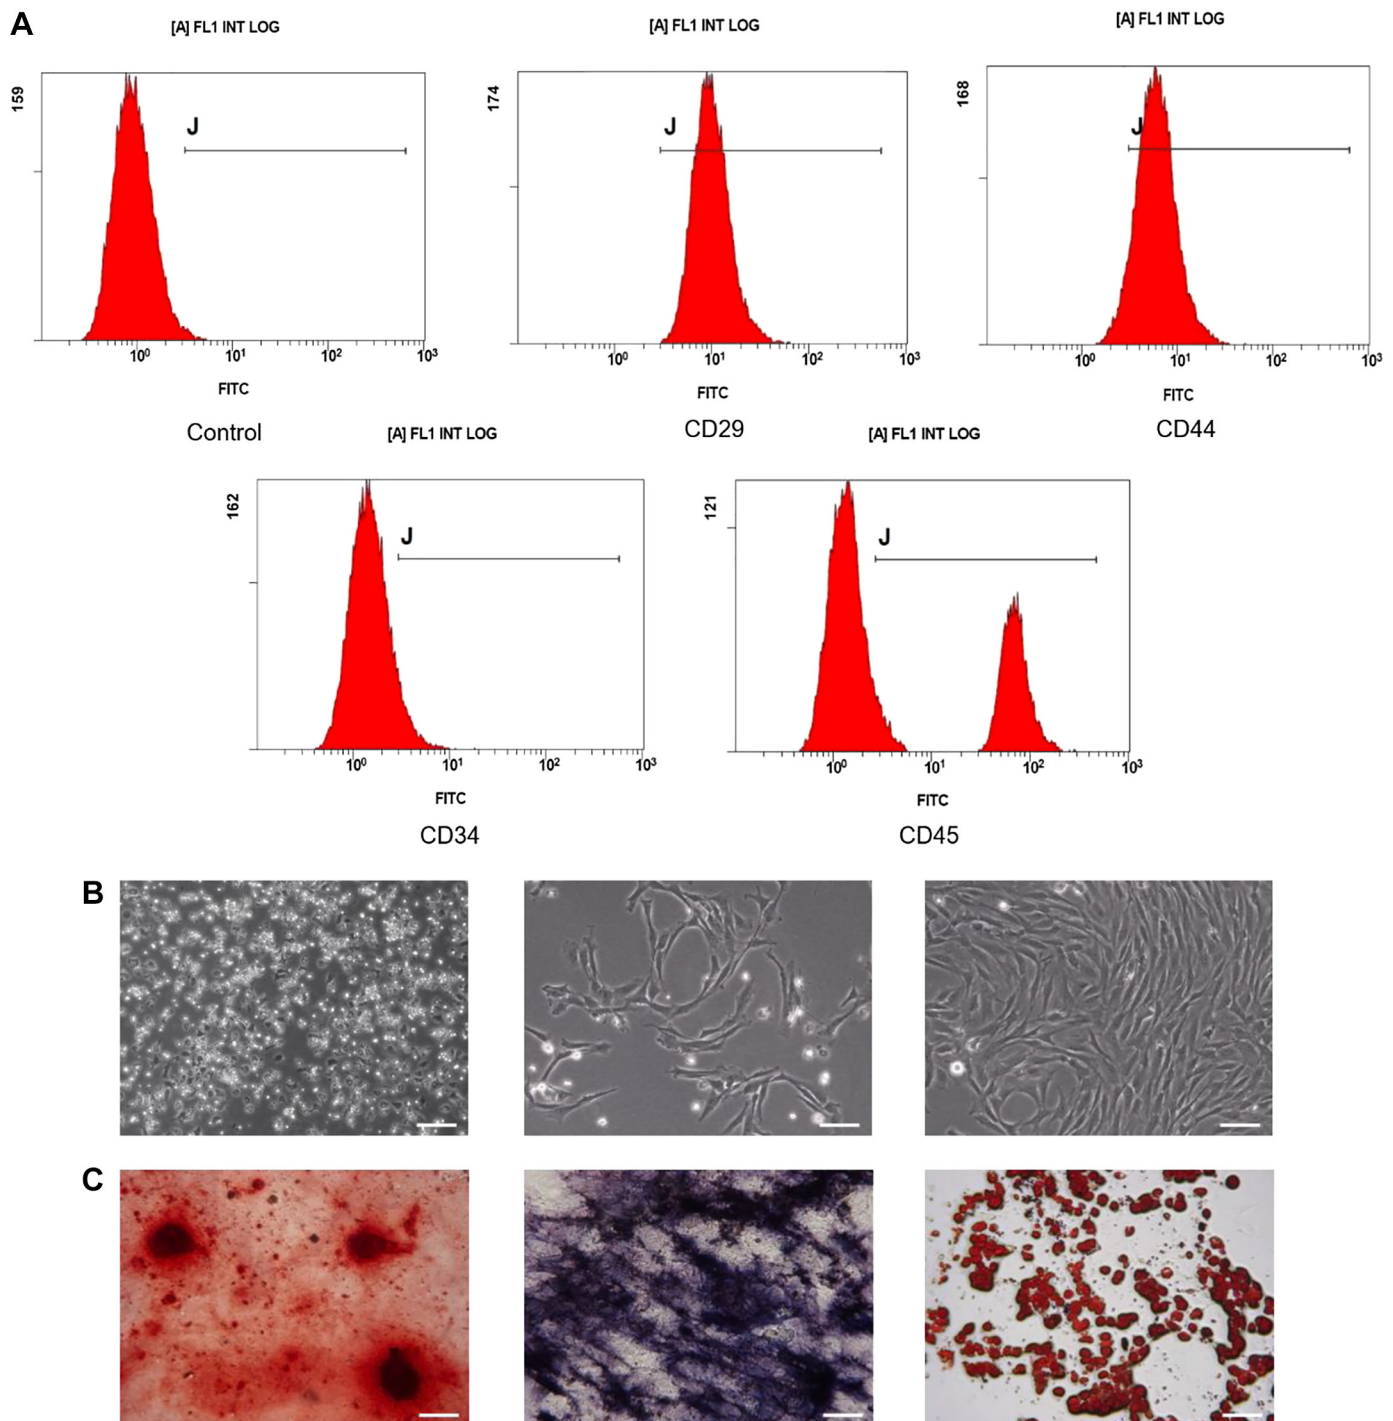 A
[A] FL1 INT LOG
159
J
10⁰ 10¹ 10² 10³
FITC
Control
[A] FL1 INT LOG
174
J
10⁰ 10¹ 10² 10³
FITC
CD29
[A] FL1 INT LOG
168
J
10⁰ 10¹ 10² 10³
FITC
CD44
[A] FL1 INT LOG
162
J
10⁰ 10¹ 10² 10³
FITC
CD34
[A] FL1 INT LOG
121
J
10⁰ 10¹ 10² 10³
FITC
CD45
B
C